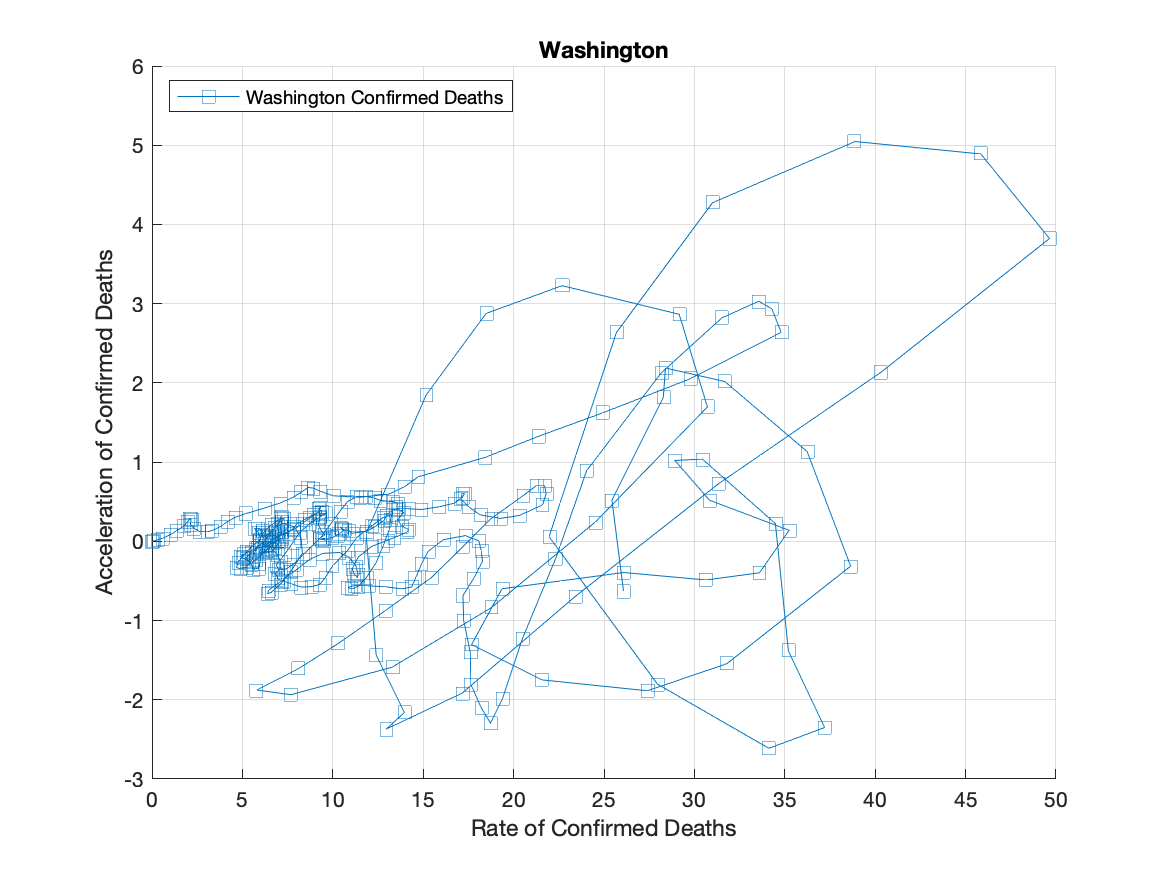 Washington
Washington Confirmed Deaths
6
5
4
3
2
1
0
-1
-2
-3
Acceleration of Confirmed Deaths
0 5 10 15 20 25 30 35 40 45 50
Rate of Confirmed Deaths